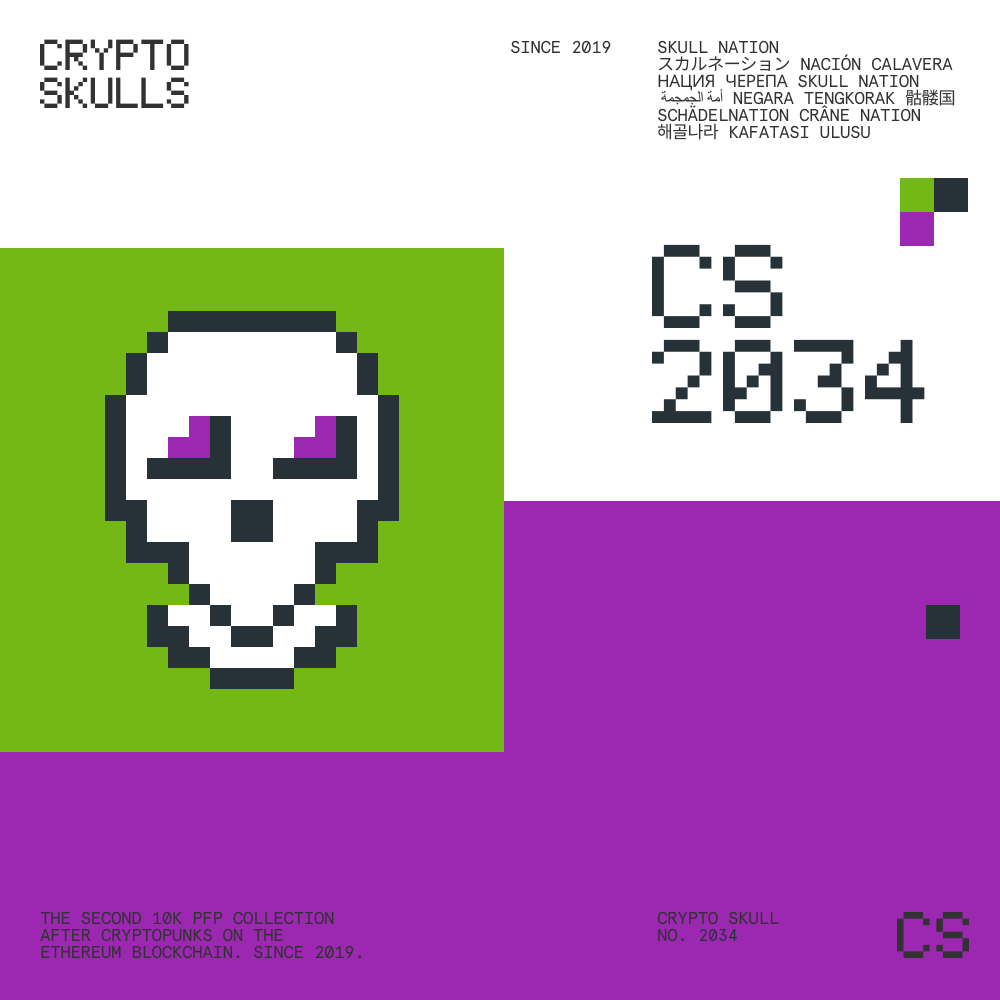 CRYPTO
SKULLS
SINCE 2019
SKULL NATION
スカルネーション NACIÓN CALAVERA
НАЦИЯ ЧЕРЕПА SKULL NATION
أمة الجمجمة NEGARA TENGKORAK 骷髅国
SCHÄDELNATION CRÂNE NATION
해골나라 KAFATASI ULUSU
CS
2034
THE SECOND 10K PFP COLLECTION
AFTER CRYPTOPUNKS ON THE
ETHEREUM BLOCKCHAIN. SINCE 2019.
CRYPTO SKULL
NO. 2034
CS